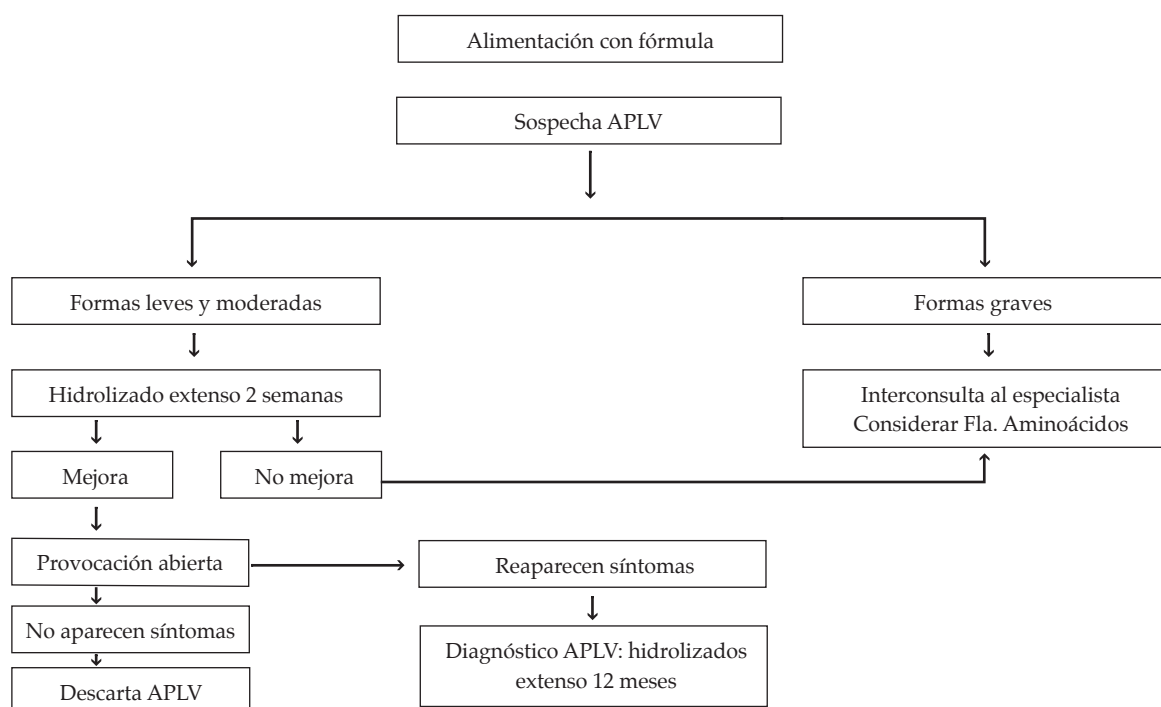 Alimentación con fórmula
Sospecha APLV
Formas leves y moderadas
Formas graves
Hidrolizado extenso 2 semanas
Interconsulta al especialista
Considerar Fla. Aminoácidos
Mejora
No mejora
Provocación abierta
Reaparecen síntomas
No aparecen síntomas
Diagnóstico APLV: hidrolizados
extenso 12 meses
Descarta APLV